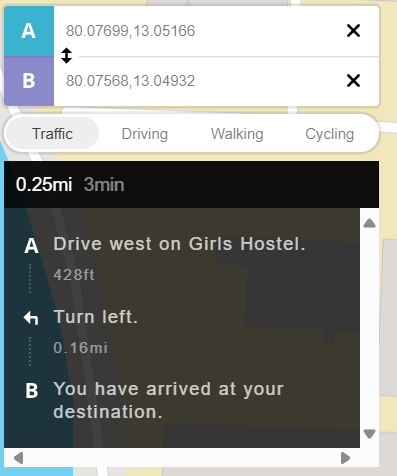 A 80.07699,13.05166
B 80.07568,13.04932
Traffic Driving Walking Cycling
0.25mi 3min
A Drive west on Girls Hostel.
428ft
Turn left.
0.16mi
B You have arrived at your
destination.